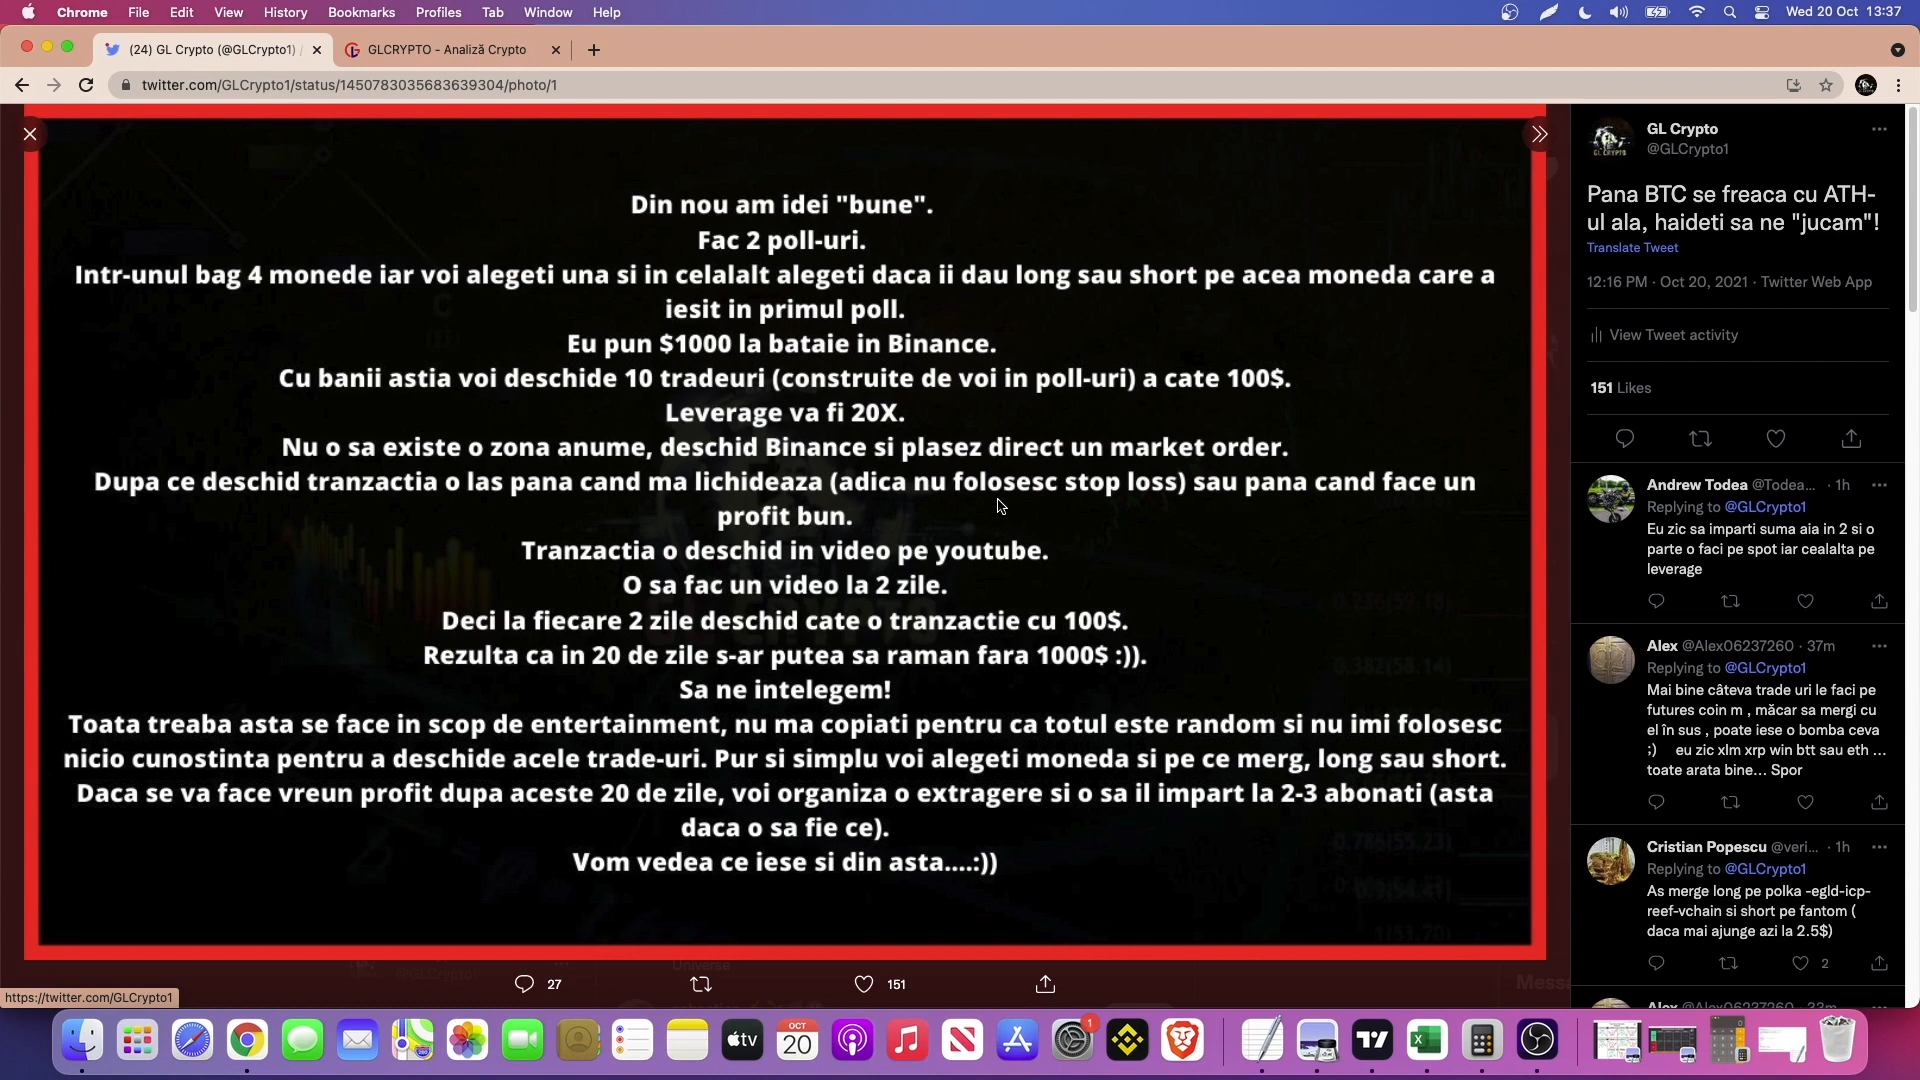 Chrome File Edit View History Bookmarks Profiles Tab Window Help
Wed 20 Oct 13:37
(24) GL Crypto (@GLCrypto1) /
GLCRYPTO - Analiză Crypto
twitter.com/GLCrypto1/status/1450783035683639304/photo/1
Din nou am idei "bune".
Fac 2 poll-uri.
Intr-unul bag 4 monede iar voi alegeti una si in celalalt alegeti daca ii dau long sau short pe acea moneda care a
iesit in primul poll.
Eu pun $1000 la bataie in Binance.
Cu banii astia voi deschide 10 tradeuri (construite de voi in poll-uri) a cate 100$.
Leverage va fi 20X.
Nu o sa existe o zona anume, deschid Binance si plasez direct un market order.
Dupa ce deschid tranzactia o las pana cand ma lichideaza (adica nu folosesc stop loss) sau pana cand face un
profit bun.
Tranzactia o deschid in video pe youtube.
O sa fac un video la 2 zile.
Deci la fiecare 2 zile deschid cate o tranzactie cu 100$.
Rezulta ca in 20 de zile s-ar putea sa raman fara 1000$ :)).
Sa ne intelegem!
Toata treaba asta se face in scop de entertainment, nu ma copiati pentru ca totul este random si nu imi folosesc
nicio cunostinta pentru a deschide acele trade-uri. Pur si simplu voi alegeti moneda si pe ce merg, long sau short.
Daca se va face vreun profit dupa aceste 20 de zile, voi organiza o extragere si o sa il impart la 2-3 abonati (asta
daca o sa fie ce).
Vom vedea ce iese si din asta....:))
27
151
https://twitter.com/GLCrypto1
GL Crypto
@GLCrypto1
Pana BTC se freaca cu ATH-
ul ala, haideti sa ne "jucam"!
Translate Tweet
12:16 PM · Oct 20, 2021 · Twitter Web App
View Tweet activity
151 Likes
Andrew Todea @Todea... · 1h
Replying to @GLCrypto1
Eu zic sa imparti suma aia in 2 si o
parte o faci pe spot iar cealalta pe
leverage
Alex @Alex06237260 · 37m
Replying to @GLCrypto1
Mai bine câteva trade uri le faci pe
futures coin m , măcar sa mergi cu
el în sus , poate iese o bomba ceva
;) eu zic xlm xrp win btt sau eth ...
toate arata bine... Spor
Cristian Popescu @veri... · 1h
Replying to @GLCrypto1
As merge long pe polka -egld-icp-
reef-vchain si short pe fantom (
daca mai ajunge azi la 2.5$)
2
tv
OCT
20
1